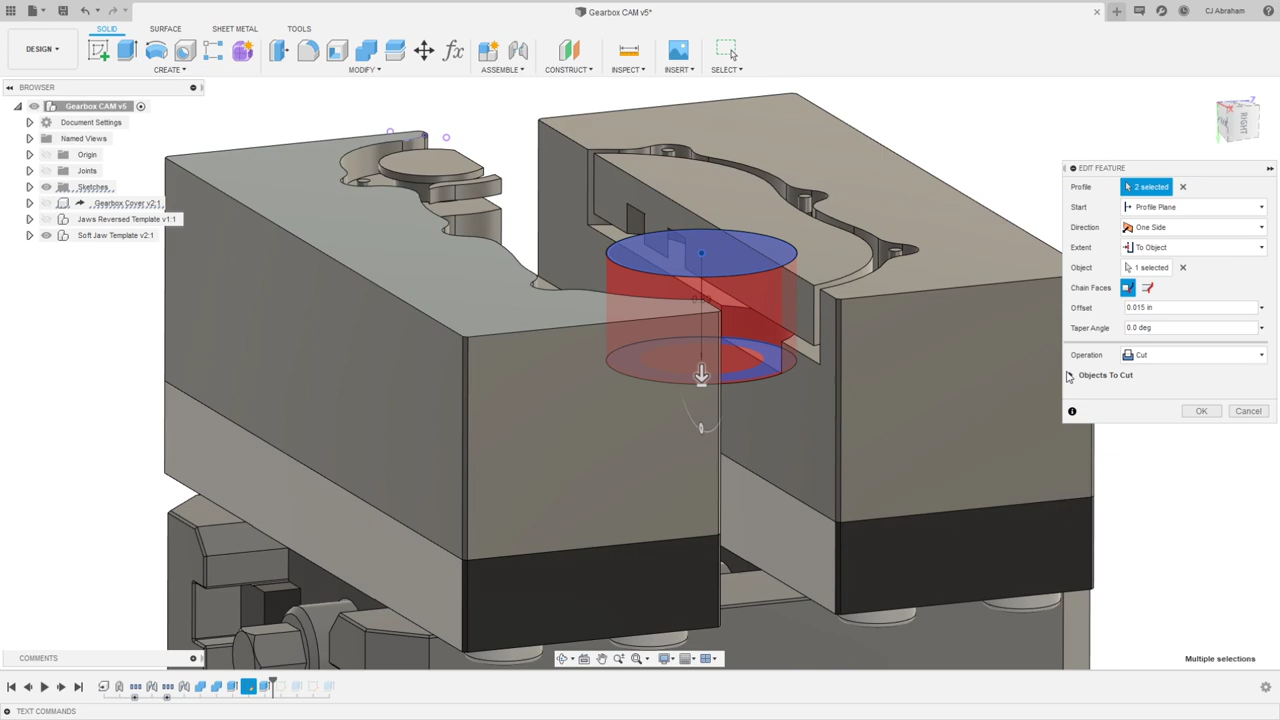 Gearbox CAM v5*
CJ Abraham
DESIGN
SOLID
SURFACE
SHEET METAL
TOOLS
fx
CREATE
MODIFY
ASSEMBLE
CONSTRUCT
INSPECT
INSERT
SELECT
BROWSER
Gearbox CAM v5
Document Settings
Named Views
Origin
Joints
Sketches
Gearbox Cover v2:1
Jaws Reversed Template v1:1
Soft Jaw Template v2:1
RIGHT
Z
EDIT FEATURE
Profile 2 selected
Start Profile Plane
Direction One Side
Extent To Object
Object 1 selected
Chain Faces
Offset 0.015 in
Taper Angle 0.0 deg
Operation Cut
Objects To Cut
OK Cancel
COMMENTS
Multiple selections
TEXT COMMANDS